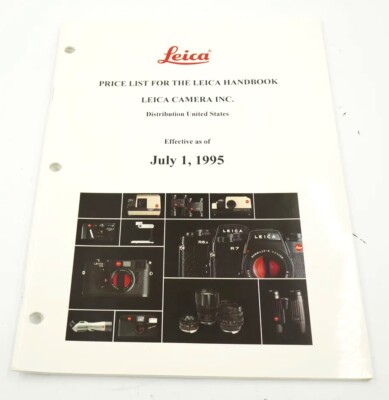 Leica
PRICE LIST FOR THE LEICA HANDBOOK
LEICA CAMERA INC.
Distribution United States
Effective as of
July 1, 1995
LEICA
R7